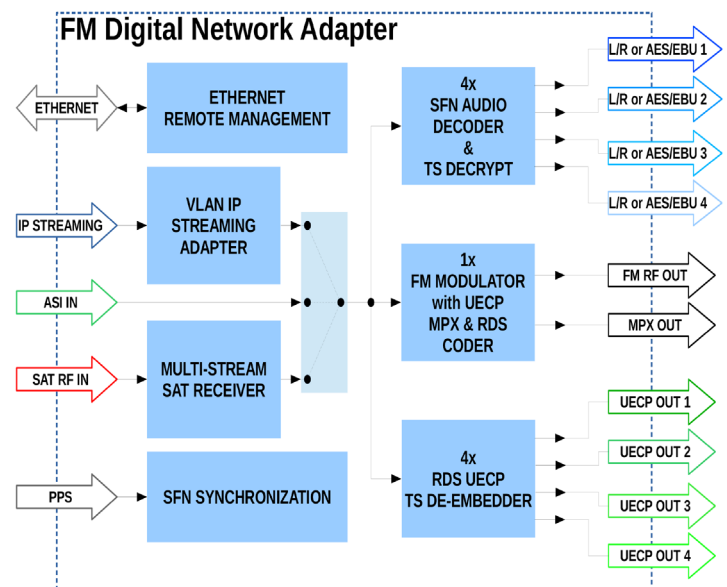 FM Digital Network Adapter
ETHERNET
ETHERNET
REMOTE MANAGEMENT
IP STREAMING
VLAN IP
STREAMING
ADAPTER
ASI IN
SAT RF IN
MULTI-STREAM
SAT RECEIVER
PPS
SFN SYNCHRONIZATION
4x
SFN AUDIO
DECODER
&
TS DECRYPT
1x
FM MODULATOR
with UECP
MPX & RDS
CODER
4x
RDS UECP
TS DE-EMBEDDER
L/R or AES/EBU 1
L/R or AES/EBU 2
L/R or AES/EBU 3
L/R or AES/EBU 4
FM RF OUT
MPX OUT
UECP OUT 1
UECP OUT 2
UECP OUT 3
UECP OUT 4